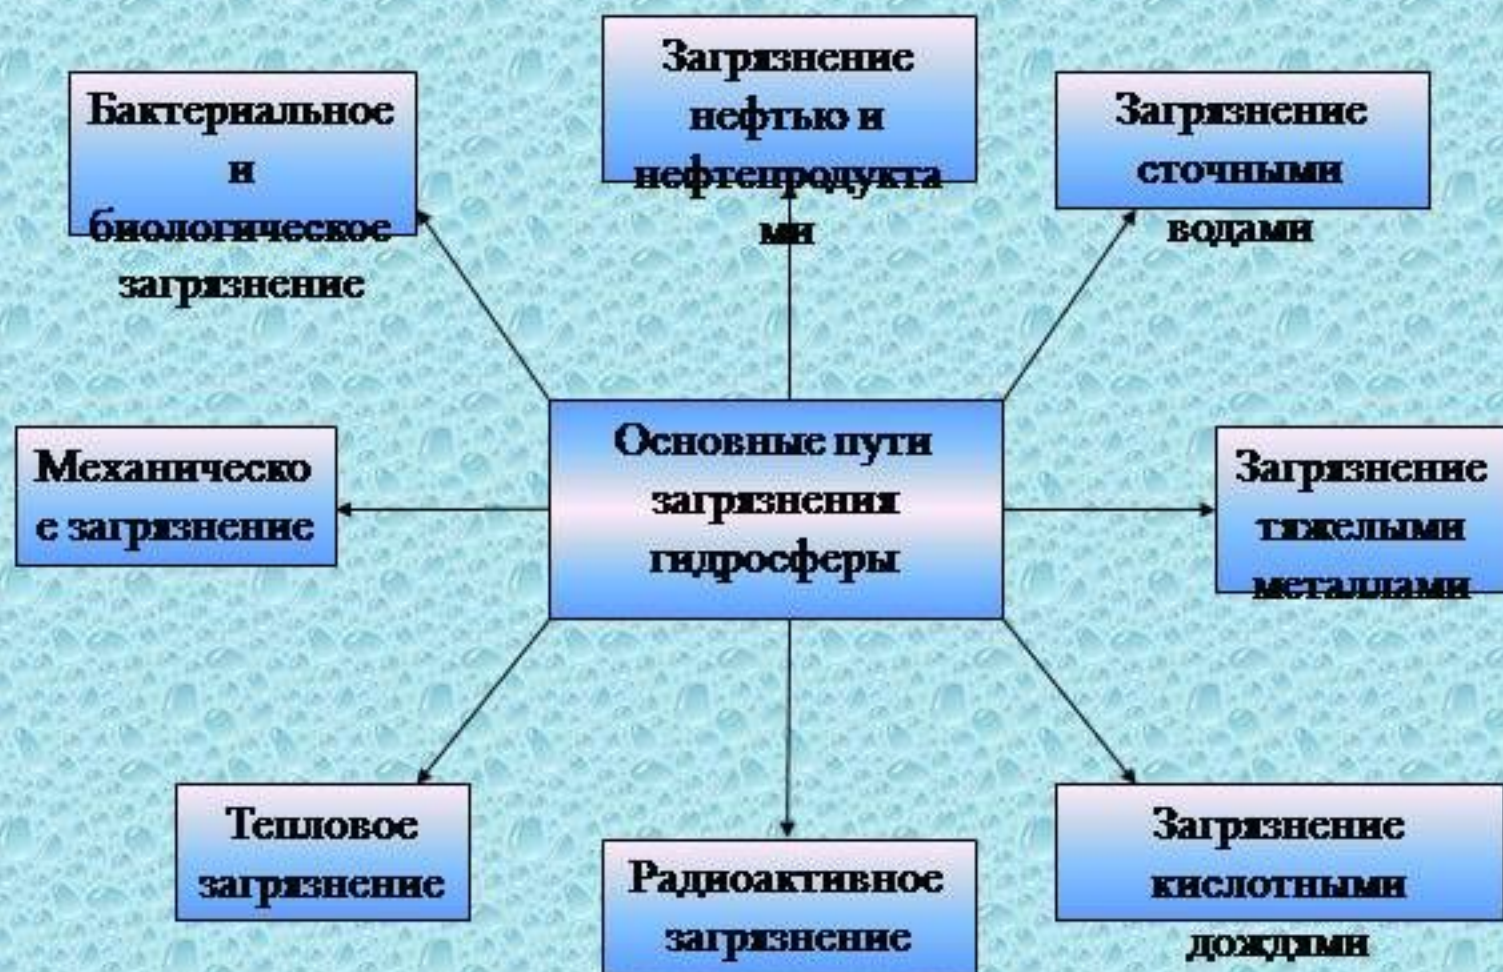 Загрязнение
нефтью и
нефтепродукта
ми
Бактериальное
и
биологическое
загрязнение
Загрязнение
сточными
водами
Механическо
е загрязнение
Основные пути
загрязнения
гидросферы
Загрязнение
тяжелыми
металлами
Тепловое
загрязнение
Радиоактивное
загрязнение
Загрязнение
кислотными
дождями